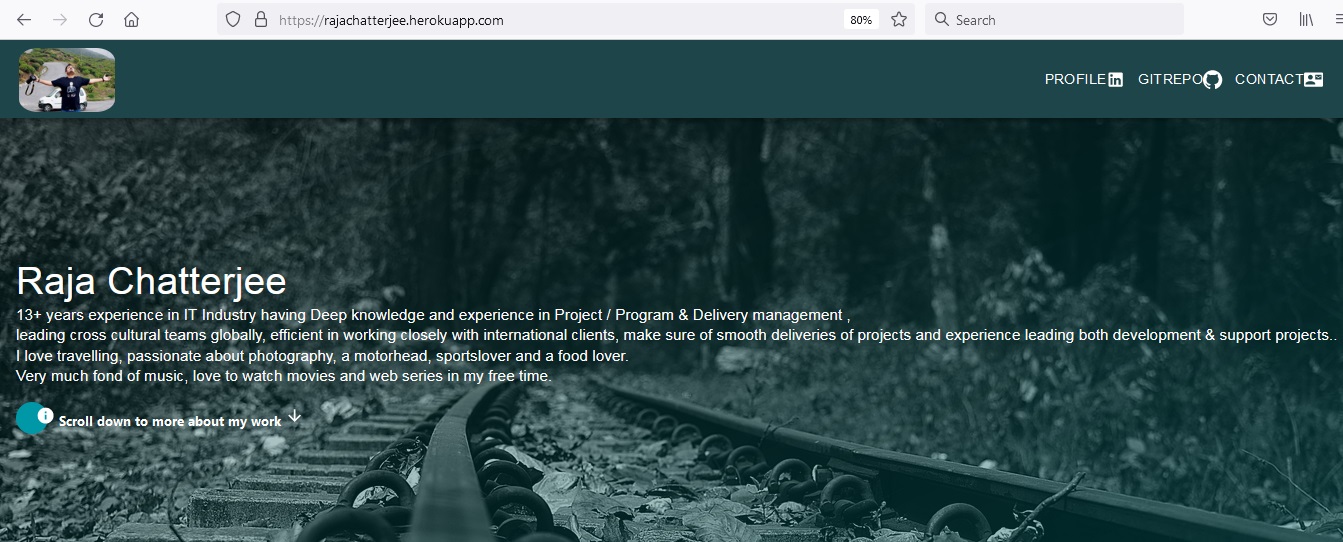 https://rajachatterjee.herokuapp.com
80%
Search
PROFILE
GITREPO
CONTACT
Raja Chatterjee
13+ years experience in IT Industry having Deep knowledge and experience in Project / Program & Delivery management ,
leading cross cultural teams globally, efficient in working closely with international clients, make sure of smooth deliveries of projects and experience leading both development & support projects..
I love travelling, passionate about photography, a motorhead, sportslover and a food lover.
Very much fond of music, love to watch movies and web series in my free time.
Scroll down to more about my work